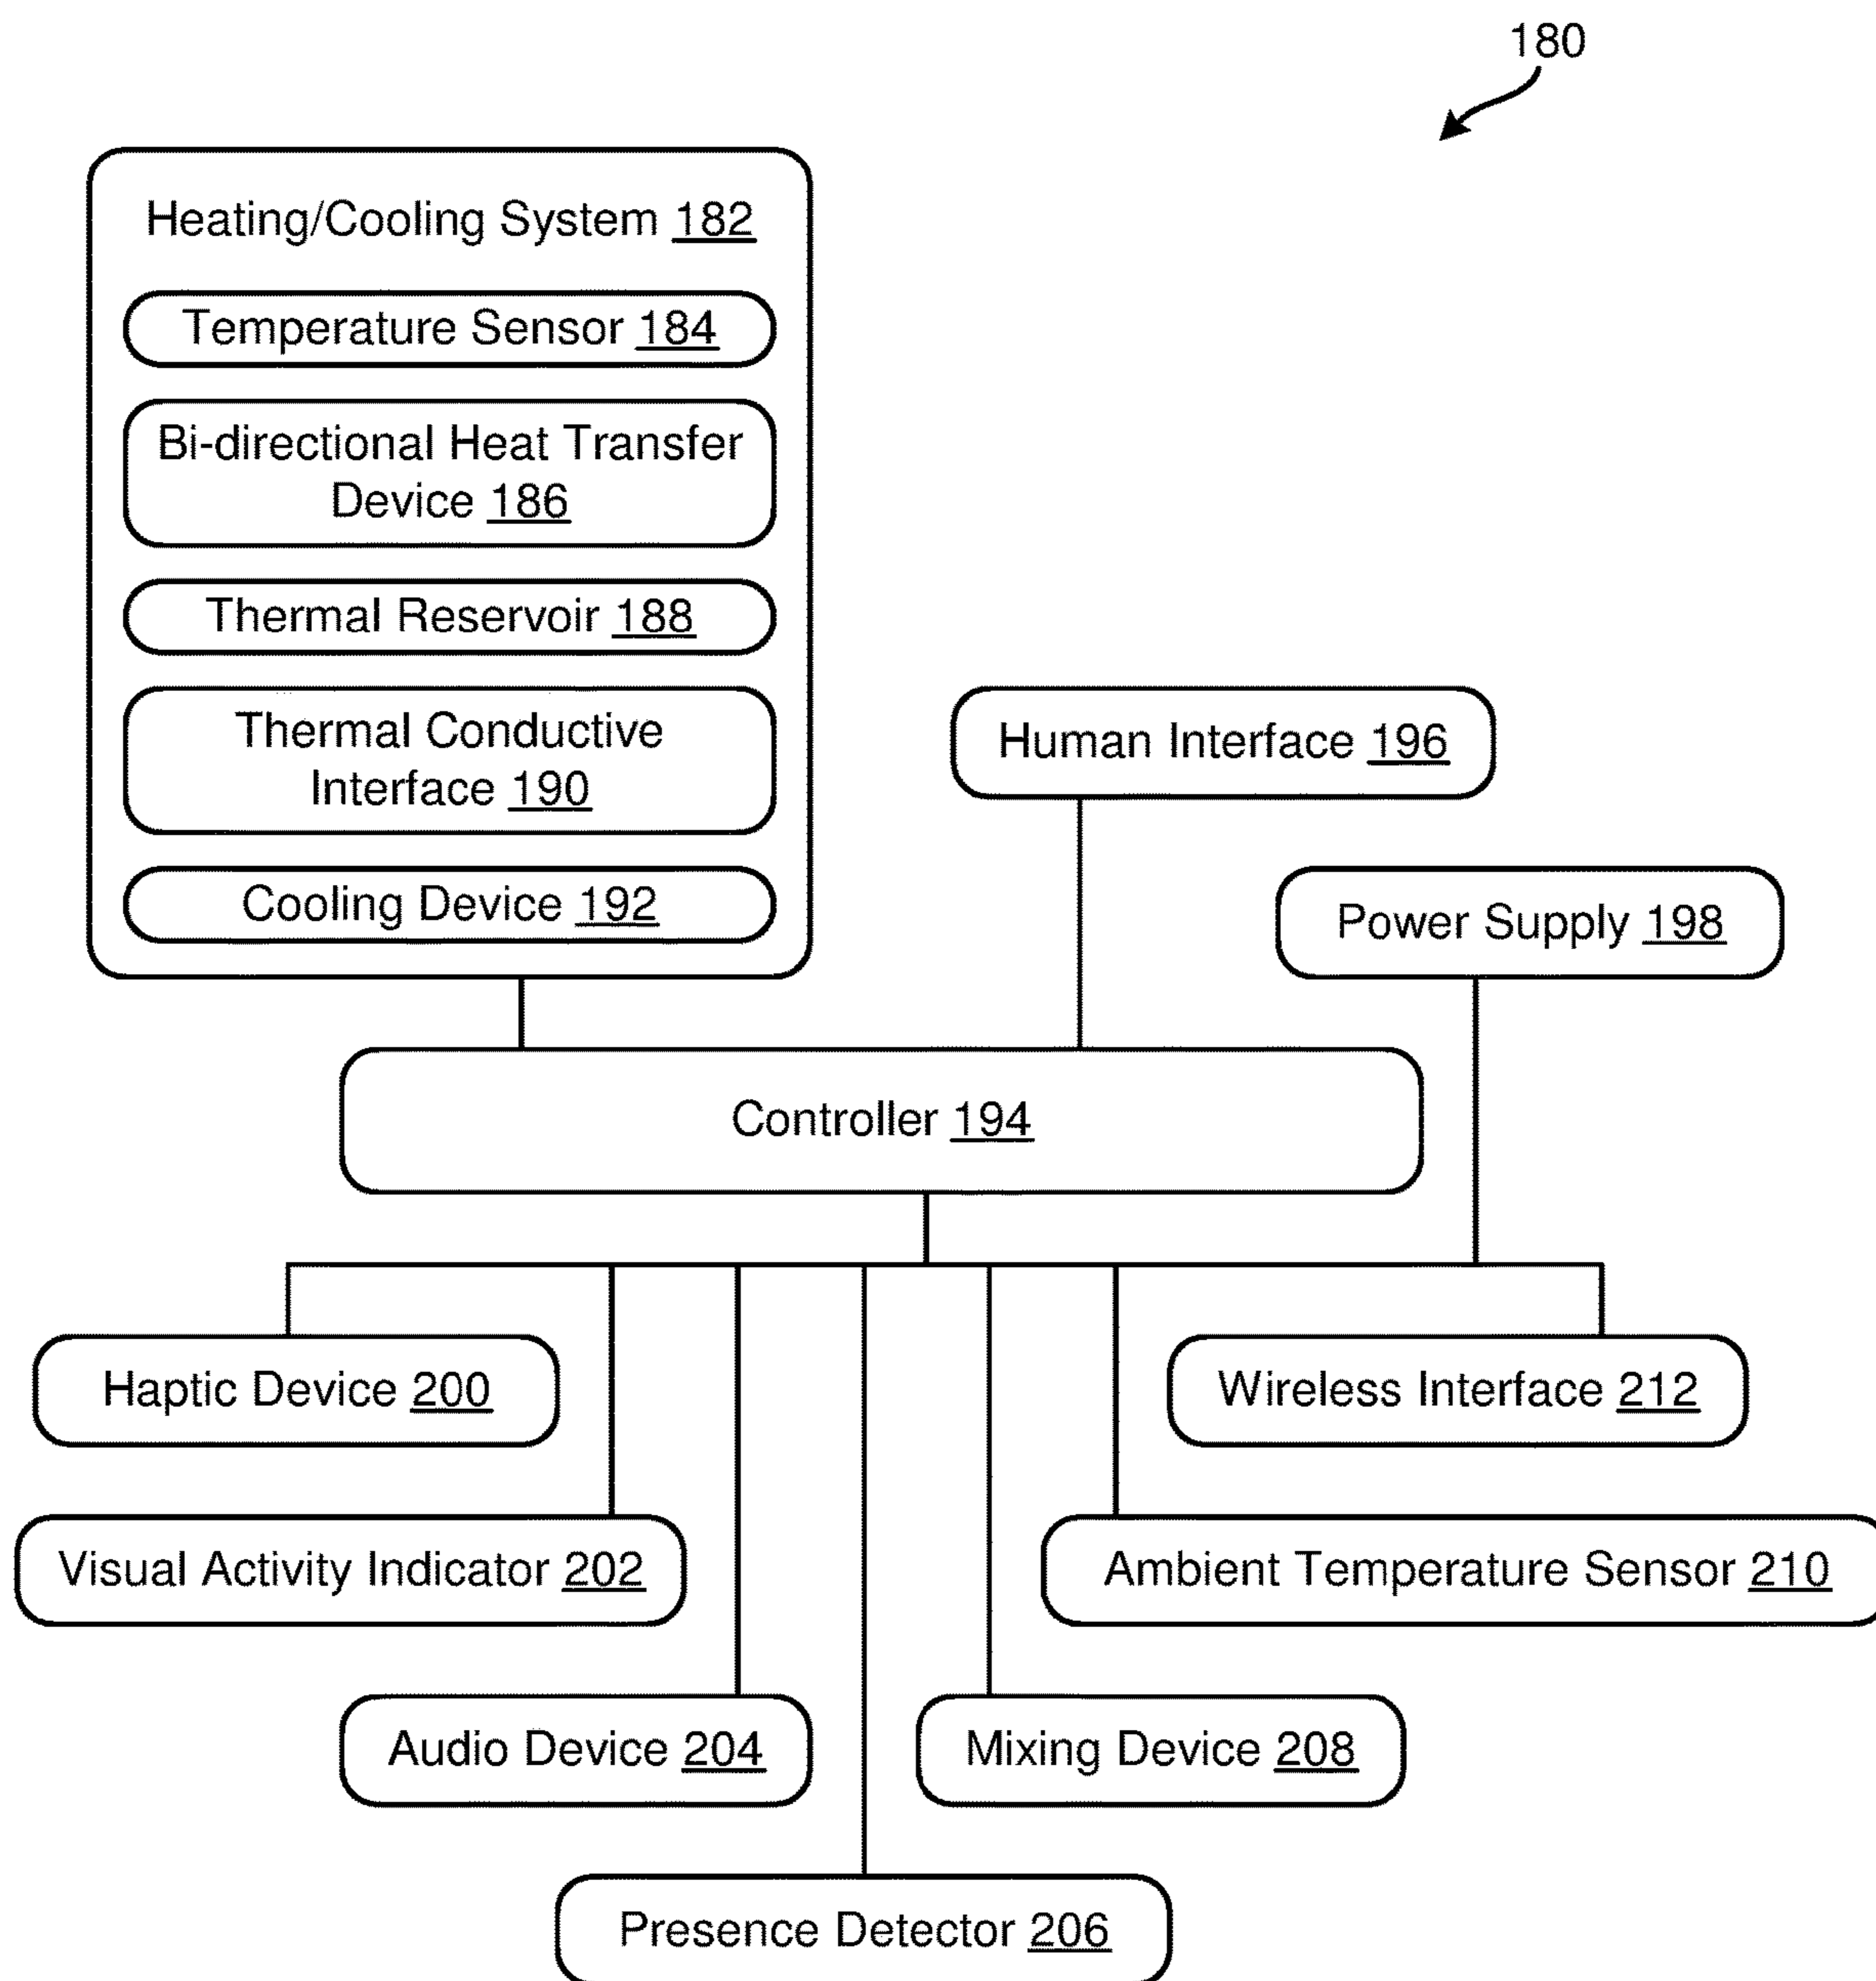 180
Heating/Cooling System 182
Temperature Sensor 184
Bi-directional Heat Transfer
Device 186
Thermal Reservoir 188
Thermal Conductive
Interface 190
Cooling Device 192
Human Interface 196
Power Supply 198
Controller 194
Haptic Device 200
Wireless Interface 212
Visual Activity Indicator 202
Ambient Temperature Sensor 210
Audio Device 204
Mixing Device 208
Presence Detector 206